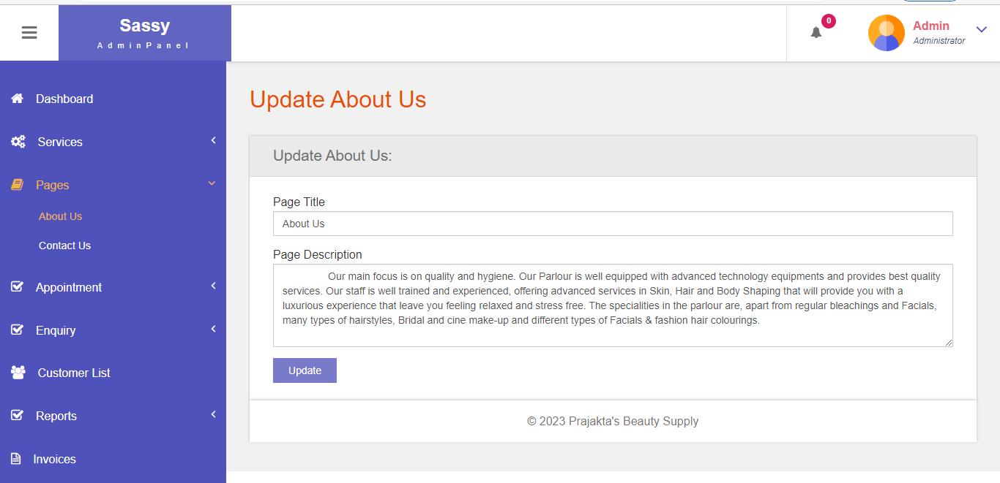 Sassy
AdminPanel
0
Admin
Administrator
Dashboard
Services
Pages
About Us
Contact Us
Appointment
Enquiry
Customer List
Reports
Invoices
Update About Us
Update About Us:
Page Title
About Us
Page Description
Our main focus is on quality and hygiene. Our Parlour is well equipped with advanced technology equipments and provides best quality
services. Our staff is well trained and experienced, offering advanced services in Skin, Hair and Body Shaping that will provide you with a
luxurious experience that leave you feeling relaxed and stress free. The specialities in the parlour are, apart from regular bleachings and Facials,
many types of hairstyles, Bridal and cine make-up and different types of Facials & fashion hair colourings.
Update
© 2023 Prajakta's Beauty Supply